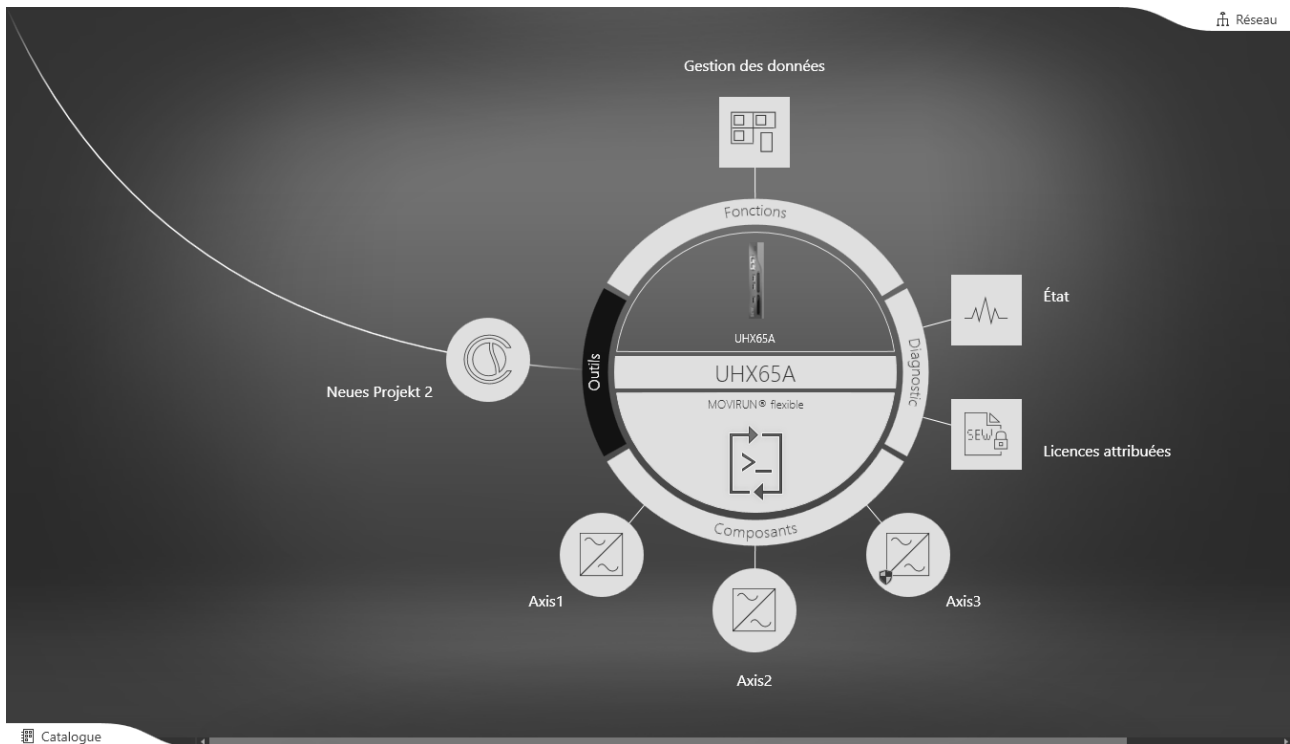 Réseau
Gestion des données
Fonctions
UHX65A
État
Outils
UHX65A
Diagnostic
Neues Projekt 2
MOVIRUN® flexible
SEW
>_
Licences attribuées
Composants
Axis1
Axis3
Axis2
Catalogue